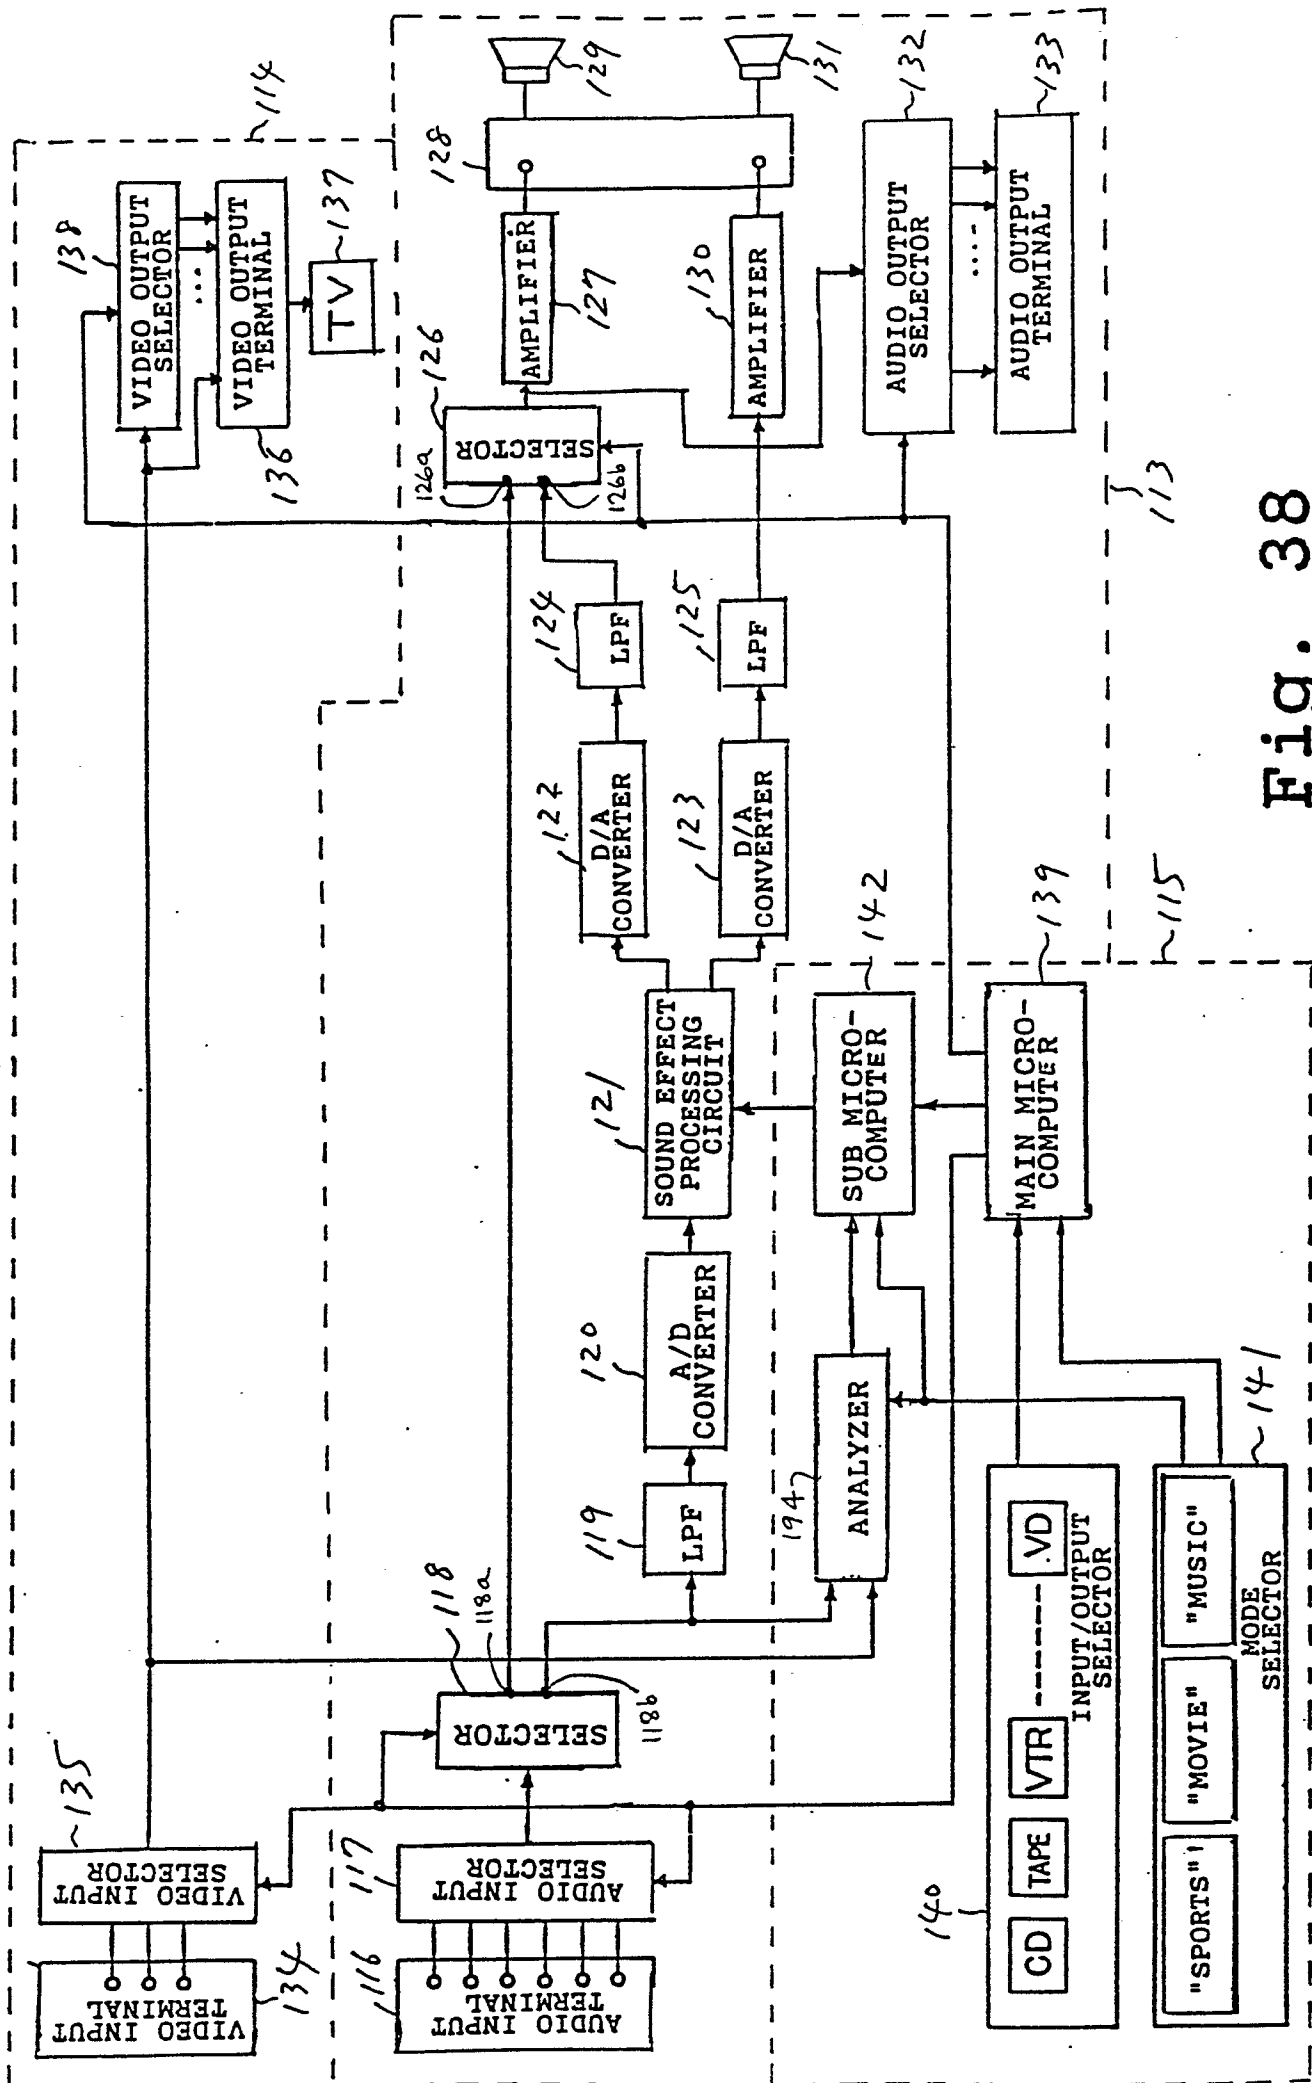 114
138
VIDEO OUTPUT
SELECTOR
...
VIDEO OUTPUT
TERMINAL
136
TV
137
135
VIDEO INPUT
SELECTOR
VIDEO INPUT
TERMINAL
134
116
AUDIO INPUT
TERMINAL
117
AUDIO INPUT
SELECTOR
118
118a
SELECTOR
118b
119
LPF
120
A/D
CONVERTER
121
SOUND EFFECT
PROCESSING
CIRCUIT
122
D/A
CONVERTER
123
D/A
CONVERTER
124
LPF
125
LPF
126
126a
SELECTOR
126b
AMPLIFIER
127
128
129
130
AMPLIFIER
131
132
AUDIO OUTPUT
SELECTOR
....
133
AUDIO OUTPUT
TERMINAL
113
194
ANALYZER
142
SUB MICRO-
COMPUTER
139
MAIN MICRO-
COMPUTER
115
140
CD
TAPE
VTR
VD
INPUT/OUTPUT
SELECTOR
141
"SPORTS"
"MOVIE"
"MUSIC"
MODE
SELECTOR
Fig. 38